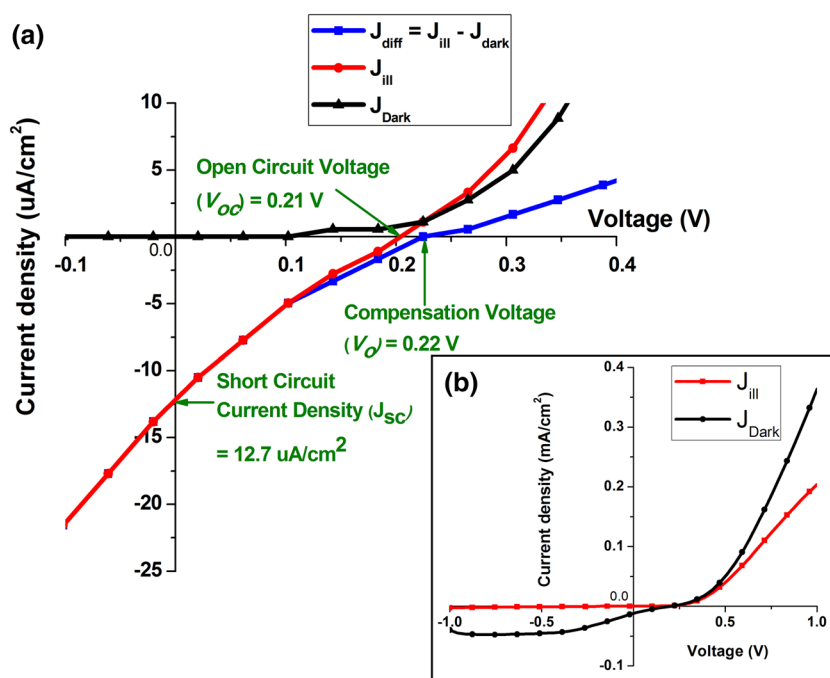 (a)
J_diff = J_ill - J_dark
J_ill
J_Dark
Current density (uA/cm²)
10
5
0
-5
-10
-15
-20
-25
-0.1
0.0
0.1
0.2
0.3
0.4
Voltage (V)
Open Circuit Voltage
(V_OC) = 0.21 V
Compensation Voltage
(V_O) = 0.22 V
Short Circuit
Current Density (J_SC)
= 12.7 uA/cm²
(b)
J_ill
J_Dark
Current density (mA/cm²)
0.4
0.3
0.2
0.1
0.0
-0.1
-1.0
-0.5
0.5
1.0
Voltage (V)